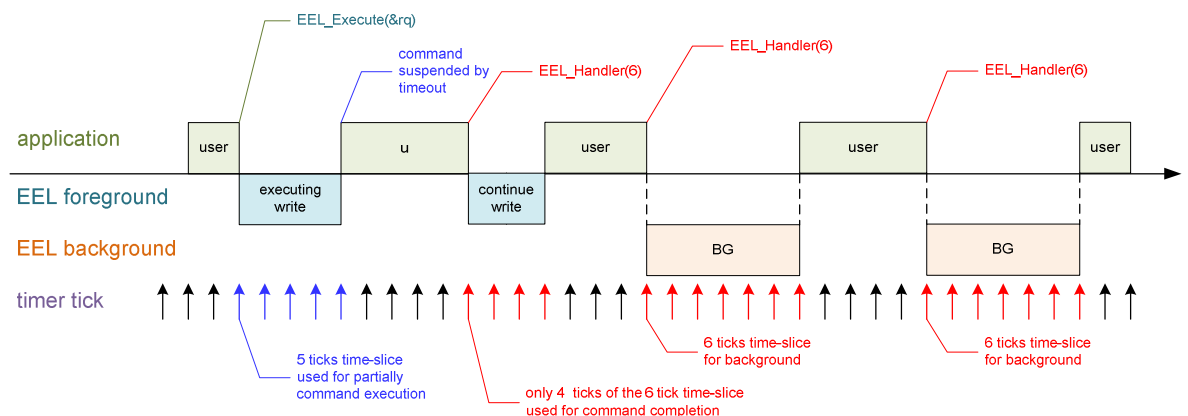 EEL_Execute(&rq)
command
suspended by
timeout
EEL_Handler(6)
EEL_Handler(6)
EEL_Handler(6)
application
user
u
user
user
user
EEL foreground
executing
write
continue
write
EEL background
BG
BG
timer tick
5 ticks time-slice
used for partially
command execution
only 4 ticks of the 6 tick time-slice
used for command completion
6 ticks time-slice
for background
6 ticks time-slice
for background